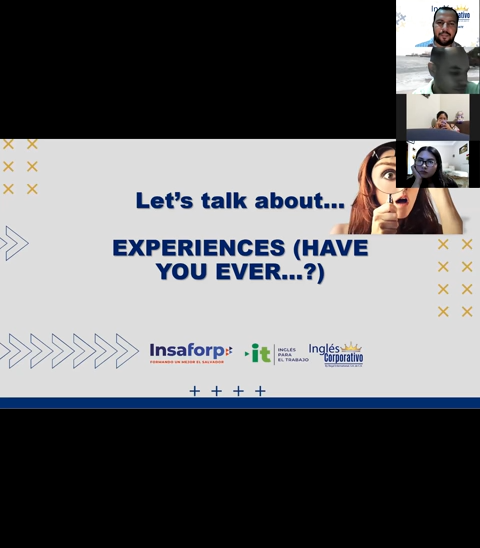 Let's talk about...
EXPERIENCES (HAVE
YOU EVER...?)
Insaforp
FORMANDO UN MEJOR EL SALVADOR
it
INGLÉS
PARA
EL TRABAJO
Inglés
Corporativo